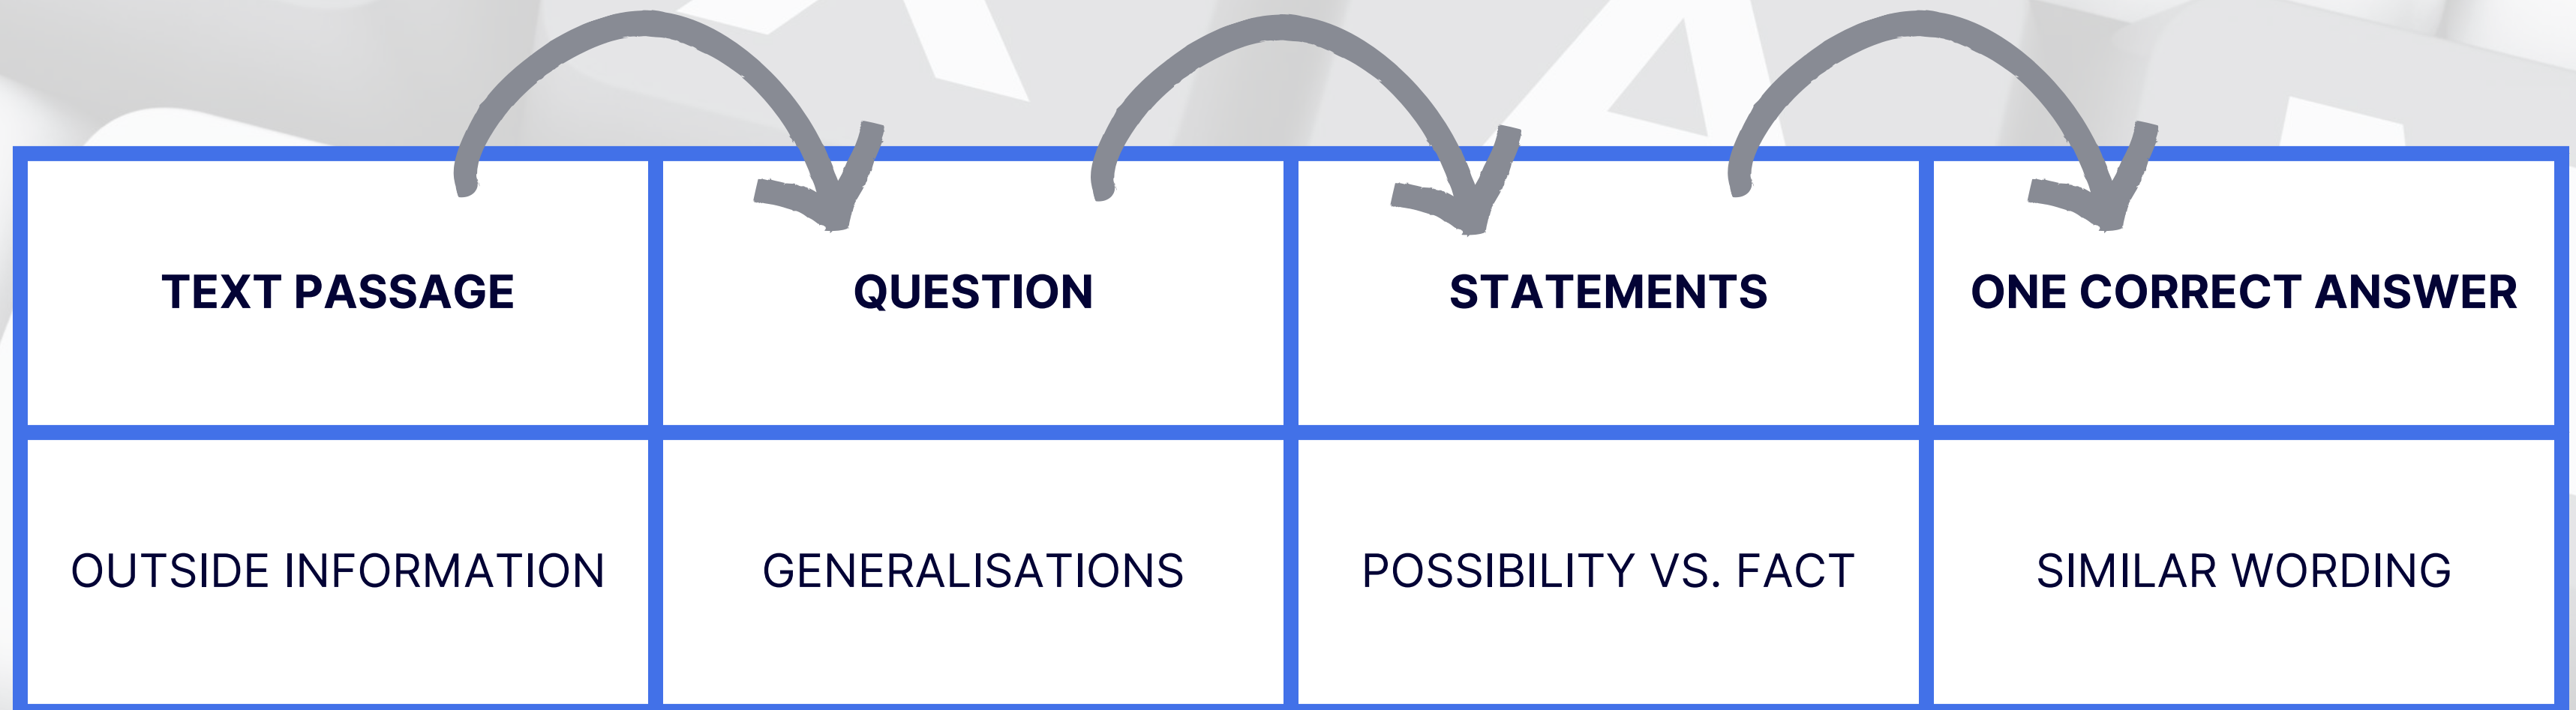 TEXT PASSAGE
QUESTION
STATEMENTS
ONE CORRECT ANSWER
OUTSIDE INFORMATION
GENERALISATIONS
POSSIBILITY VS. FACT
SIMILAR WORDING